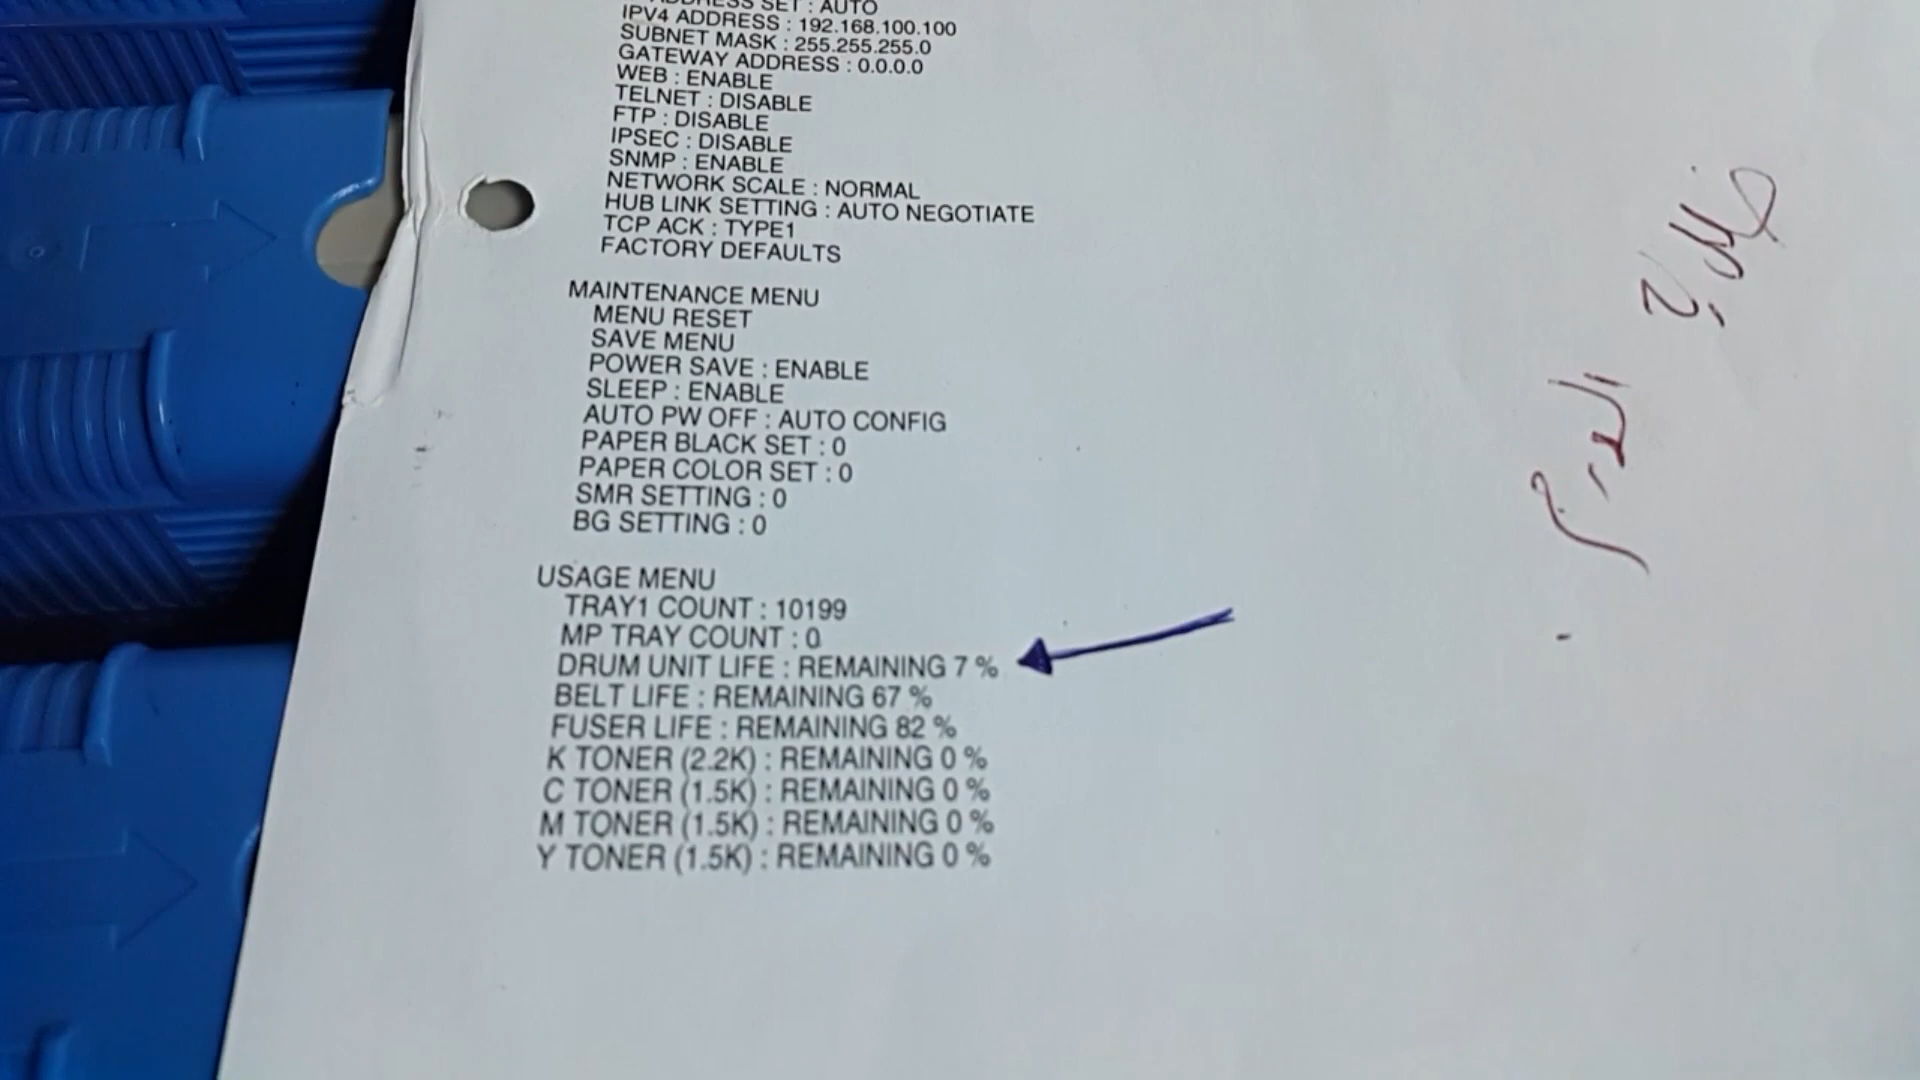 IPV4 ADDRESS : 192.168.100.100
SUBNET MASK : 255.255.255.0
GATEWAY ADDRESS : 0.0.0.0
WEB : ENABLE
TELNET : DISABLE
FTP : DISABLE
IPSEC : DISABLE
SNMP : ENABLE
NETWORK SCALE : NORMAL
HUB LINK SETTING : AUTO NEGOTIATE
TCP ACK : TYPE1
FACTORY DEFAULTS
MAINTENANCE MENU
MENU RESET
SAVE MENU
POWER SAVE : ENABLE
SLEEP : ENABLE
AUTO PW OFF : AUTO CONFIG
PAPER BLACK SET : 0
PAPER COLOR SET : 0
SMR SETTING : 0
BG SETTING : 0
USAGE MENU
TRAY1 COUNT : 10199
MP TRAY COUNT : 0
DRUM UNIT LIFE : REMAINING 7 %
BELT LIFE : REMAINING 67 %
FUSER LIFE : REMAINING 82 %
K TONER (2.2K) : REMAINING 0 %
C TONER (1.5K) : REMAINING 0 %
M TONER (1.5K) : REMAINING 0 %
Y TONER (1.5K) : REMAINING 0 %